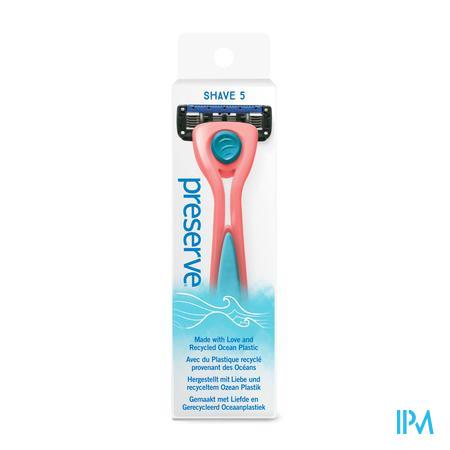 SHAVE 5
preserve
Made with Love and
Recycled Ocean Plastic
Avec du Plastique recyclé
provenant des Océans
Hergestellt mit Liebe und
recyceltem Ozean Plastik
Gemaakt met Liefde en
Gerecycleerd Oceaanplastiek
IPM